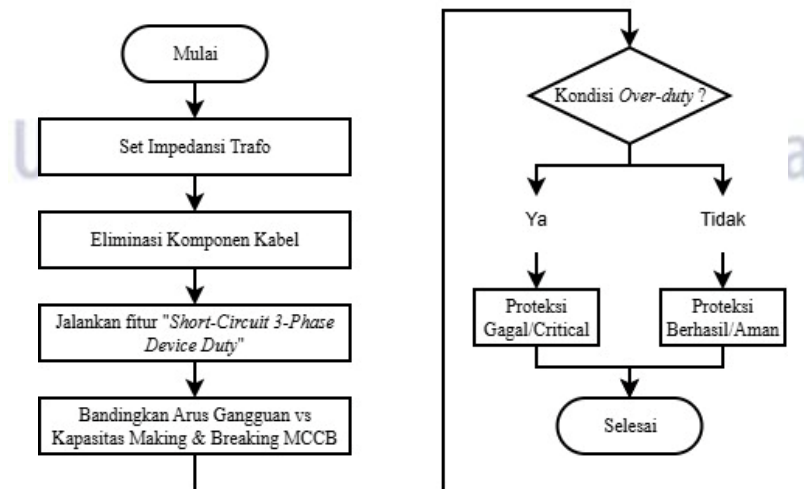 Mulai
Set Impedansi Trafo
Eliminasi Komponen Kabel
Jalankan fitur "Short-Circuit 3-Phase
Device Duty"
Bandingkan Arus Gangguan vs
Kapasitas Making & Breaking MCCB
Kondisi Over-duty ?
Ya
Tidak
Proteksi
Gagal/Critical
Proteksi
Berhasil/Aman
Selesai